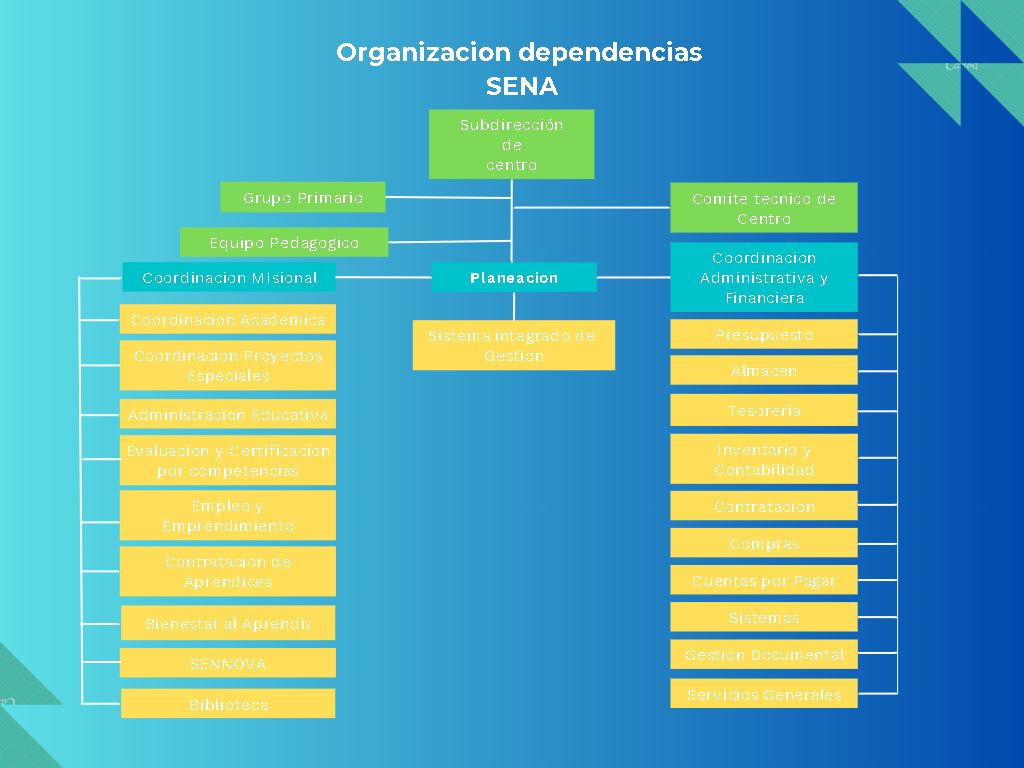 Organizacion dependencias
SENA
Subdirección
de
centro
Grupo Primario
Comite tecnico de
Centro
Equipo Pedagogico
Coordinacion MIsional
Planeacion
Coordinacion
Administrativa y
Financiera
Coordinacion Academica
Coordinacion Proyectos
Especiales
Administracion Educativa
Evaluacion y Certificacion
por competencias
Empleo y
Emprendimiento
Contratacion de
Aprendices
Bienestar al Aprendiz
SENNOVA
Biblioteca
Sistema integrado de
Gestion
Presupuesto
Almacen
Tesoreria
Inventario y
Contabilidad
Contratacion
Compras
Cuentas por Pagar
Sistemas
Gestion Documental
Servicios Generales